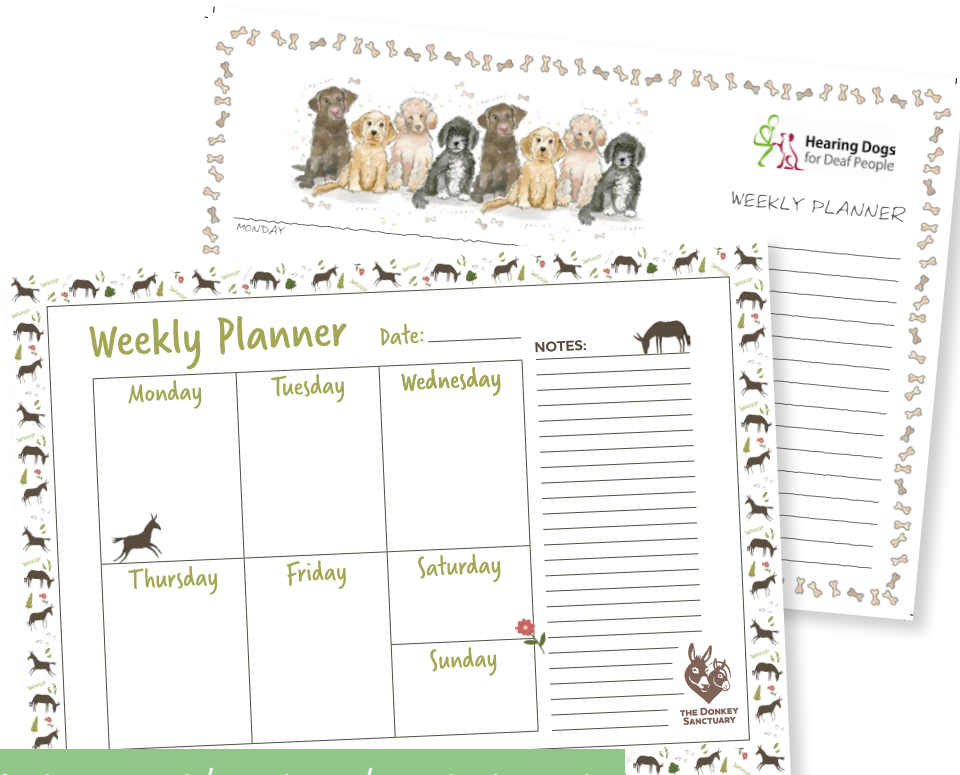 Hearing Dogs
for Deaf People
WEEKLY PLANNER
MONDAY
Weekly Planner
Date:
NOTES:
Monday
Tuesday
Wednesday
Thursday
Friday
Saturday
Sunday
THE DONKEY
SANCTUARY